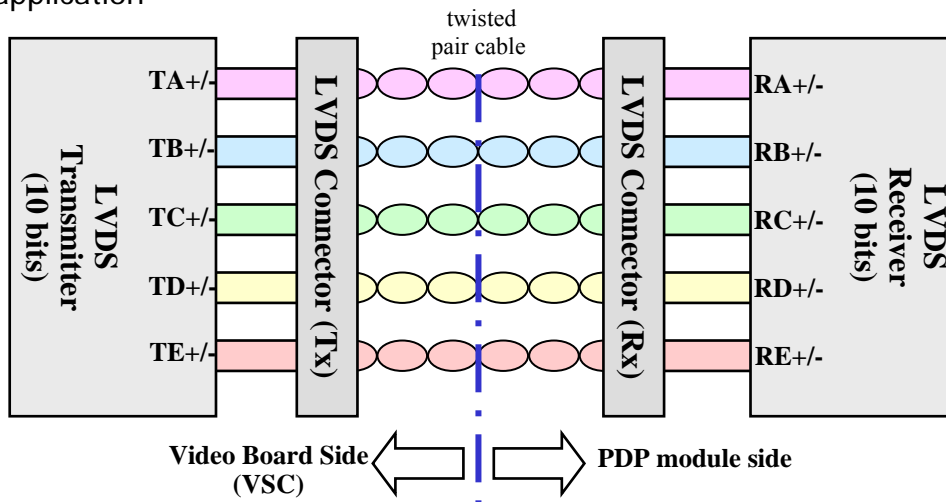 application
twisted
pair cable
LVDS
Transmitter
(10 bits)
TA+/-
TB+/-
TC+/-
TD+/-
TE+/-
LVDS Connector (Tx)
LVDS Connector (Rx)
RA+/-
RB+/-
RC+/-
RD+/-
RE+/-
LVDS
Receiver
(10 bits)
Video Board Side
(VSC)
PDP module side